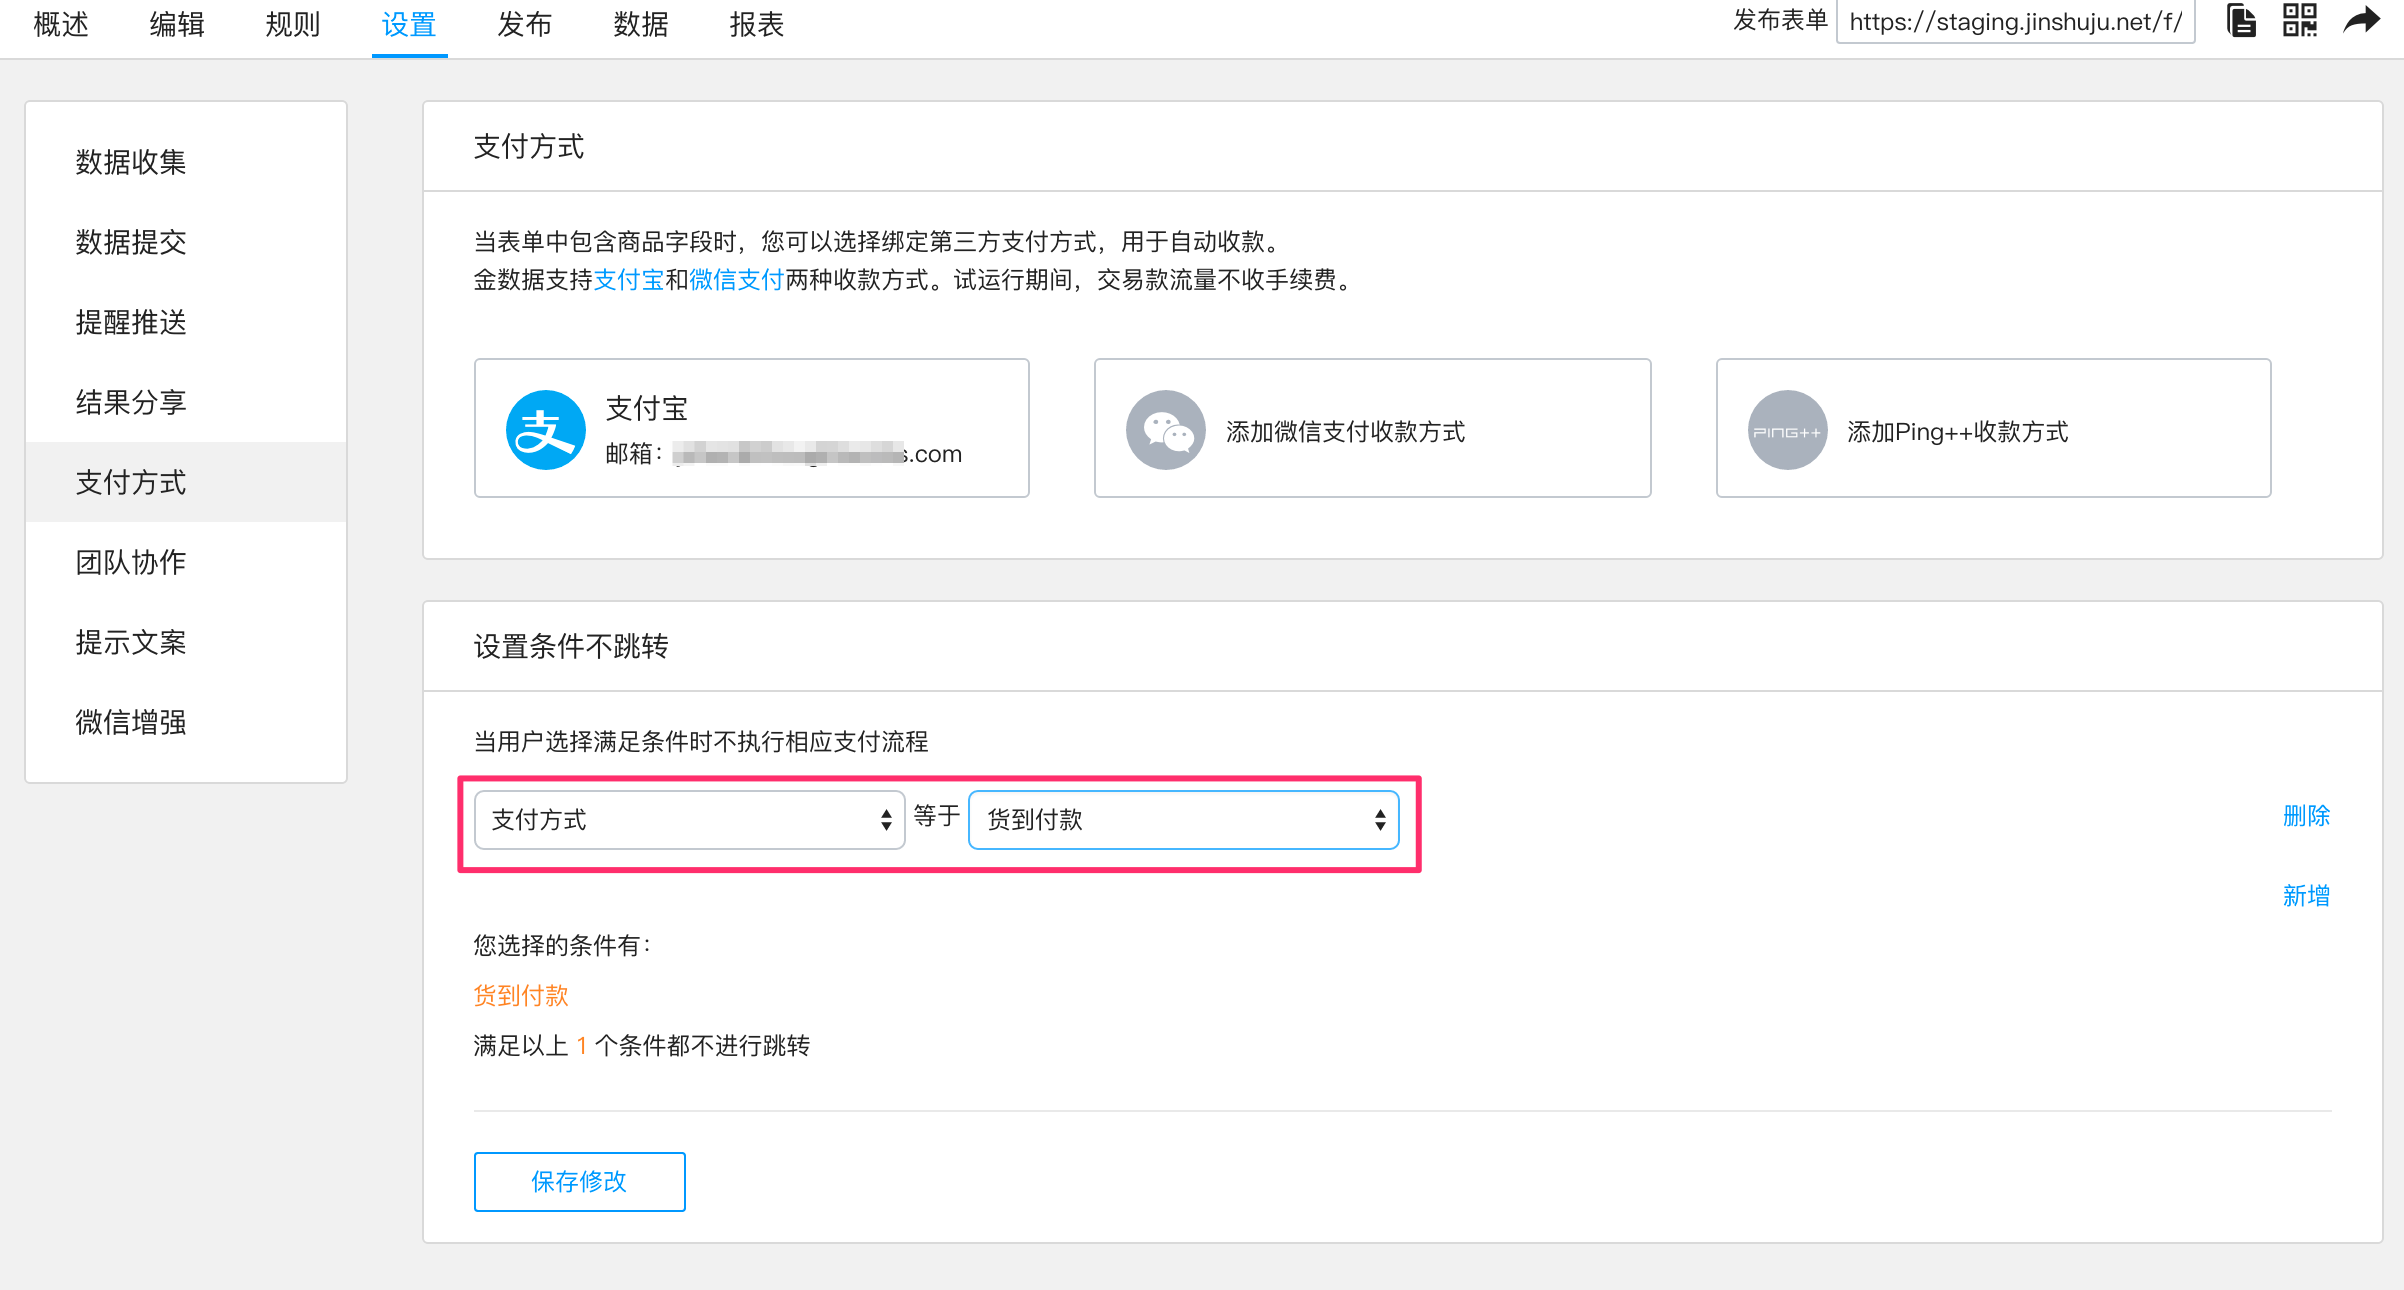 概述 编辑 规则 设置 发布 数据 报表 发布表单 https://staging.jinshuju.net/f/
数据收集
数据提交
提醒推送
结果分享
支付方式
团队协作
提示文案
微信增强
支付方式
当表单中包含商品字段时，您可以选择绑定第三方支付方式，用于自动收款。
金数据支持支付宝和微信支付两种收款方式。试运行期间，交易款流量不收手续费。
支 支付宝
邮箱： s.com
添加微信支付收款方式
PING++ 添加Ping++收款方式
设置条件不跳转
当用户选择满足条件时不执行相应支付流程
支付方式 等于 货到付款 删除
新增
您选择的条件有：
货到付款
满足以上 1 个条件都不进行跳转
保存修改